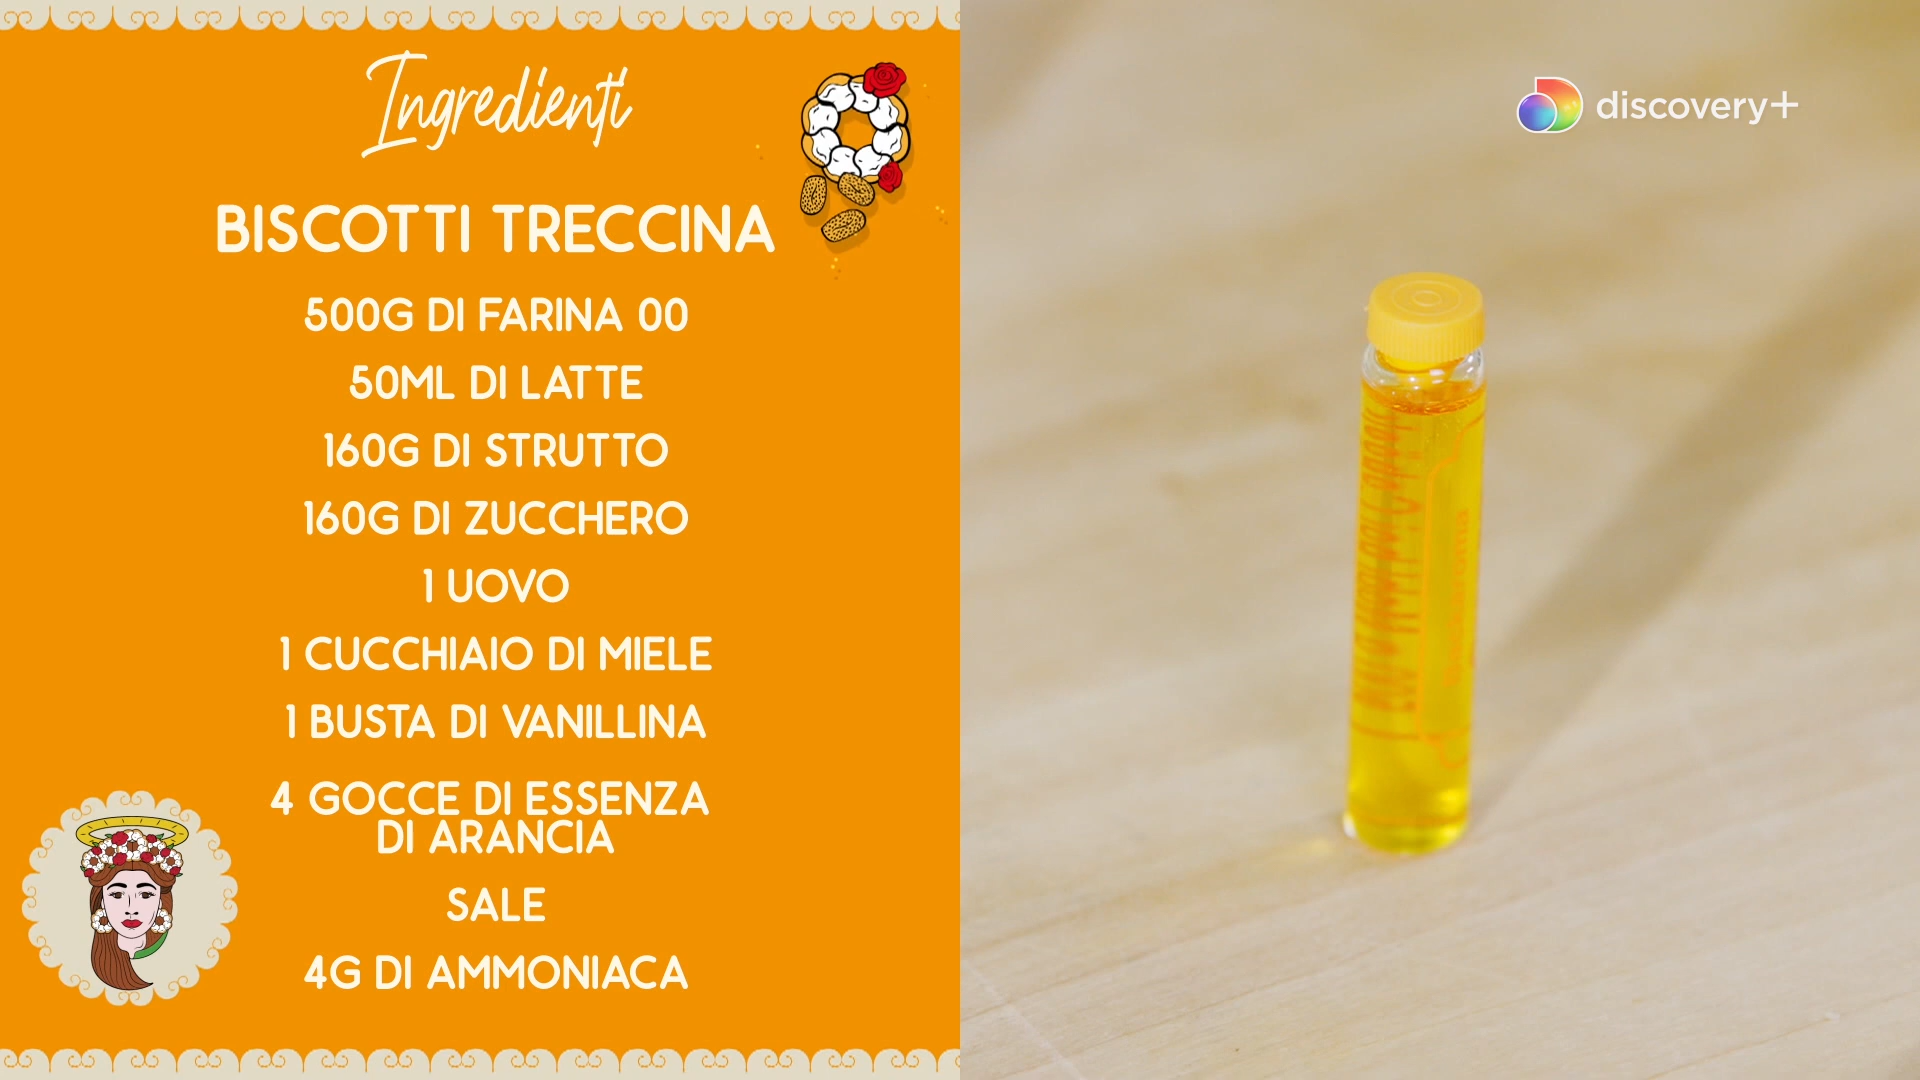 Ingredienti
BISCOTTI TRECCINA
500G DI FARINA 00
50ML DI LATTE
160G DI STRUTTO
160G DI ZUCCHERO
1 UOVO
1 CUCCHIAIO DI MIELE
1 BUSTA DI VANILLINA
4 GOCCE DI ESSENZA
DI ARANCIA
SALE
4G DI AMMONIACA
discovery+